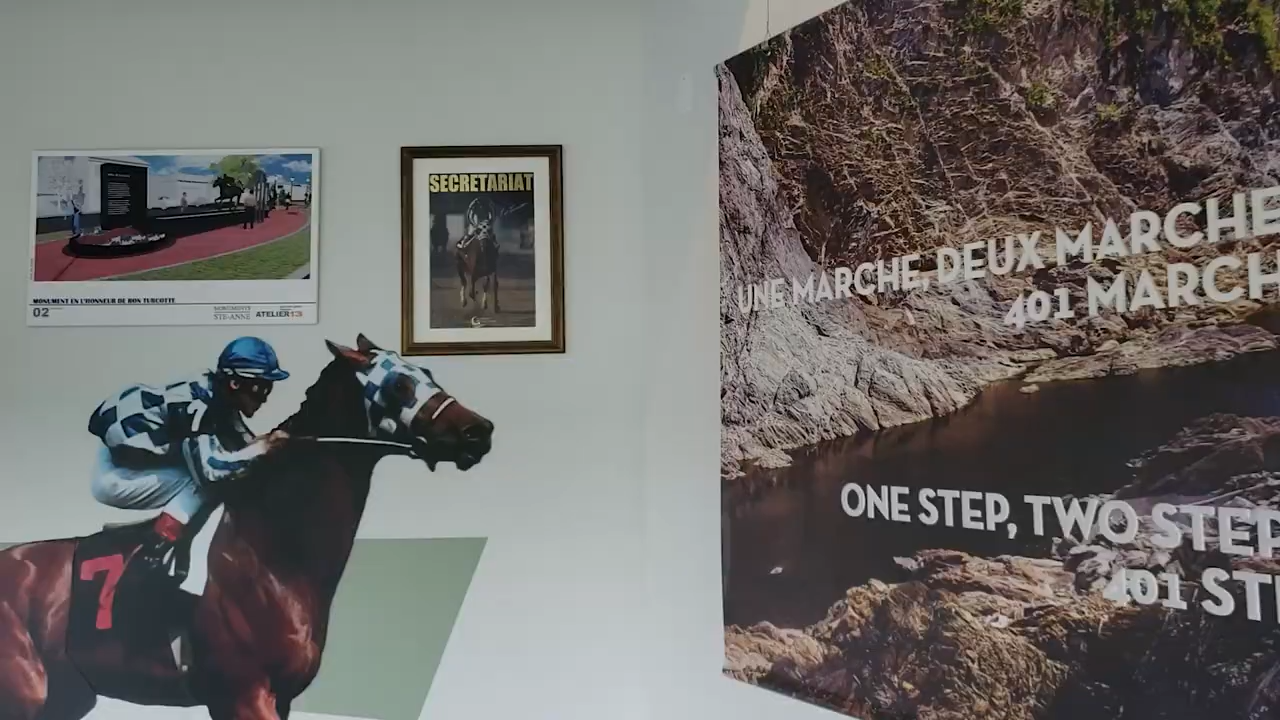 SECRETARIAT
MONUMENT EN L'HONNEUR DE RON TURCOTTE
02
STE-ANNE
ATELIER13
7
UNE MARCHE, DEUX MARCHE
401 MARCH
ONE STEP, TWO STEP
401 STE